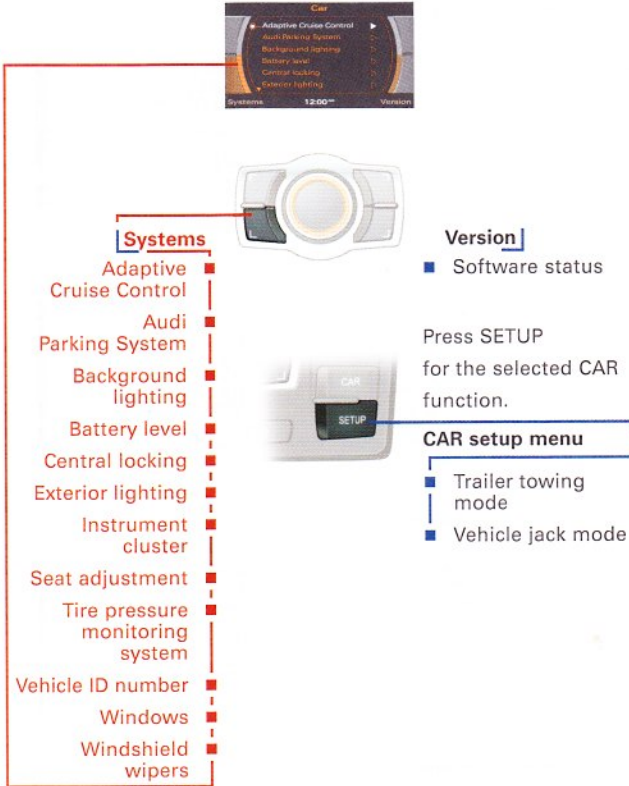 Car
Adaptive Cruise Control
Audi Parking System
Background lighting
Battery level
Central locking
Exterior lighting
Systems 12:00 Version
Systems
Adaptive
Cruise Control
Audi
Parking System
Background
lighting
Battery level
Central locking
Exterior lighting
Instrument
cluster
Seat adjustment
Tire pressure
monitoring
system
Vehicle ID number
Windows
Windshield
wipers
Version
Software status
Press SETUP
for the selected CAR
function.
CAR
SETUP
CAR setup menu
Trailer towing
mode
Vehicle jack mode